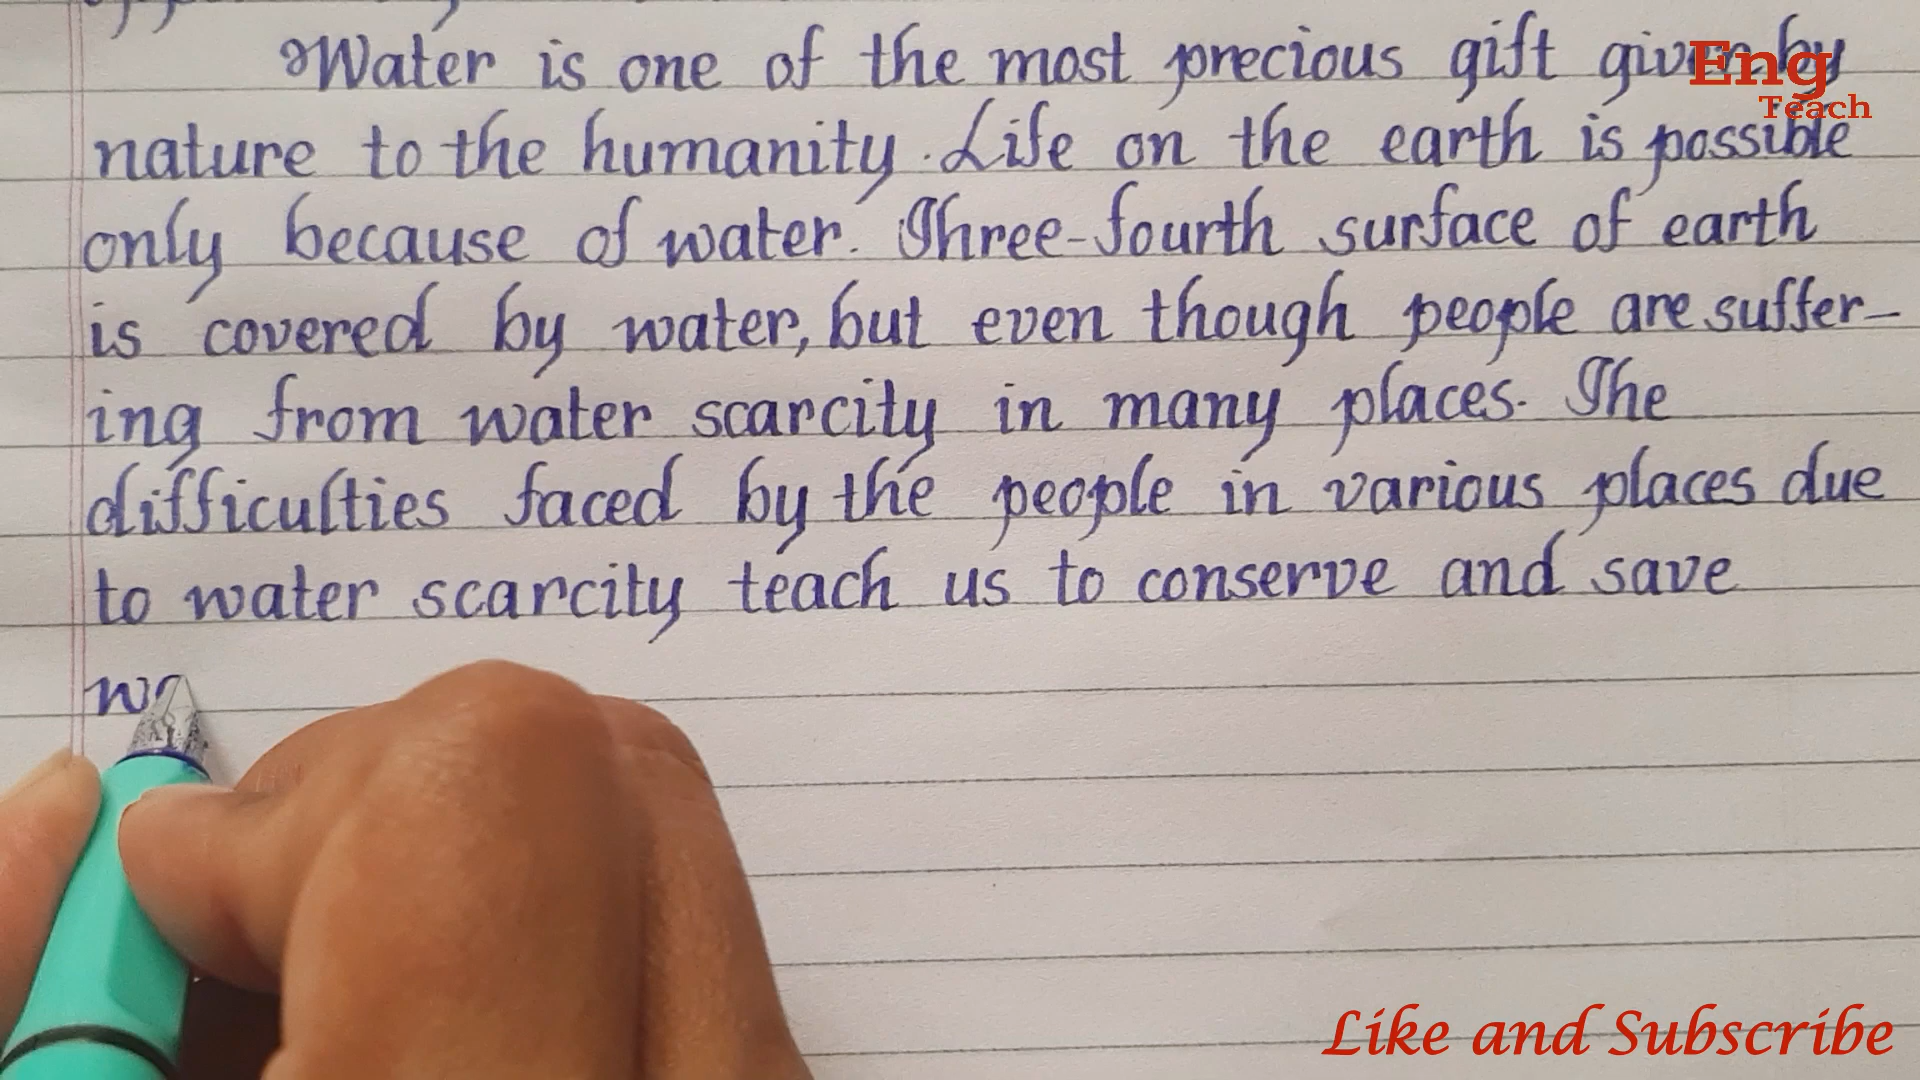 Water is one of the most precious gift given by
nature to the humanity. Life on the earth is possible
only because of water. Three-fourth surface of earth
is covered by water, but even though people are suffer-
ing from water scarcity in many places. The
difficulties faced by the people in various places due
to water scarcity teach us to conserve and save
Eng
Teach
Like and Subscribe